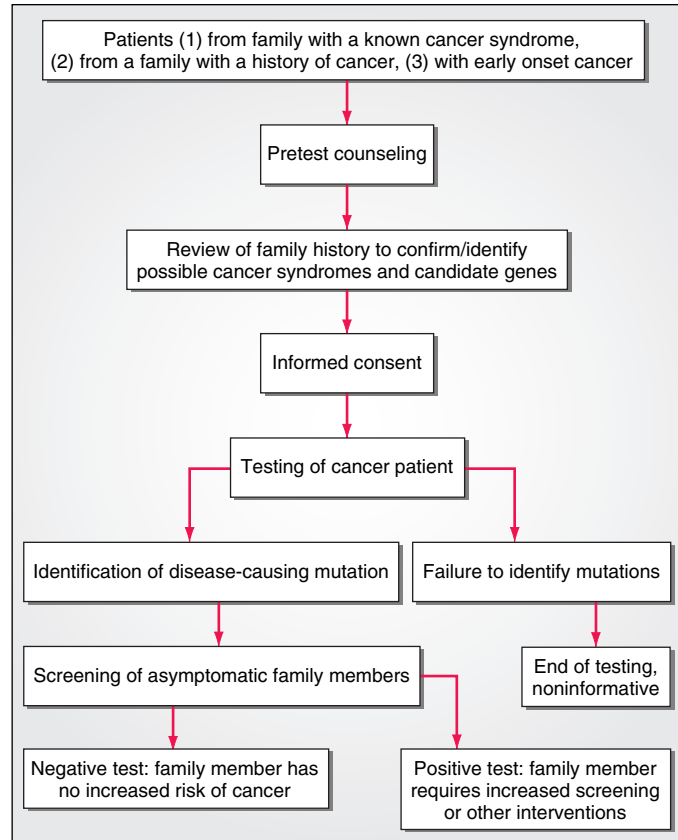 Patients (1) from family with a known cancer syndrome,
(2) from a family with a history of cancer, (3) with early onset cancer
Pretest counseling
Review of family history to confirm/identify
possible cancer syndromes and candidate genes
Informed consent
Testing of cancer patient
Identification of disease-causing mutation
Failure to identify mutations
Screening of asymptomatic family members
End of testing,
noninformative
Negative test: family member has
no increased risk of cancer
Positive test: family member
requires increased screening
or other interventions